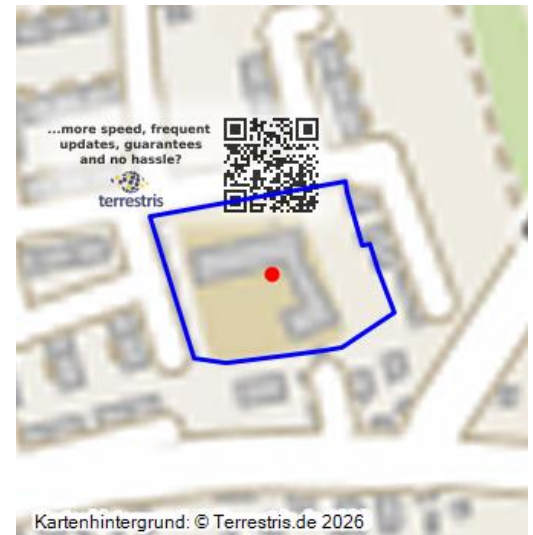 ...more speed, frequent
updates, guarantees
and no hassle?
terrestris
Kartenhintergrund: © Terrestris.de 2026